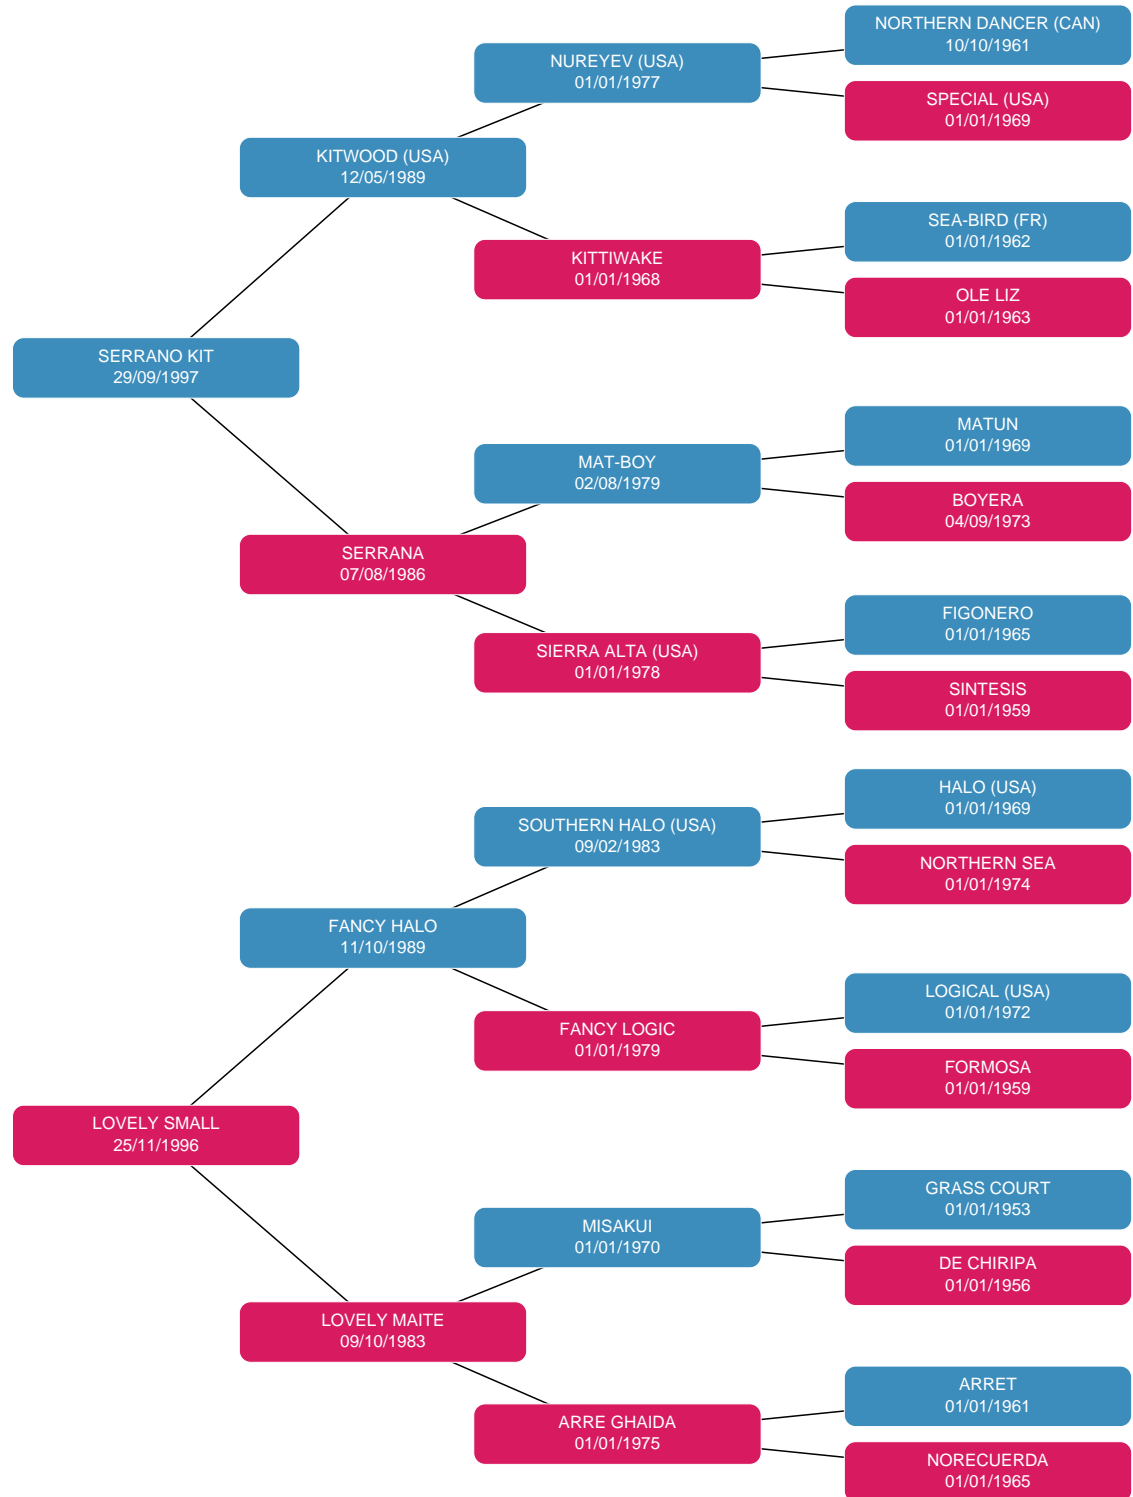 NORTHERN DANCER (CAN)
10/10/1961
NUREYEV (USA)
01/01/1977
SPECIAL (USA)
01/01/1969
KITWOOD (USA)
12/05/1989
SEA-BIRD (FR)
01/01/1962
KITTIWAKE
01/01/1968
OLE LIZ
01/01/1963
SERRANO KIT
29/09/1997
MATUN
01/01/1969
MAT-BOY
02/08/1979
BOYERA
04/09/1973
SERRANA
07/08/1986
FIGONERO
01/01/1965
SIERRA ALTA (USA)
01/01/1978
SINTESIS
01/01/1959
HALO (USA)
01/01/1969
SOUTHERN HALO (USA)
09/02/1983
NORTHERN SEA
01/01/1974
FANCY HALO
11/10/1989
LOGICAL (USA)
01/01/1972
FANCY LOGIC
01/01/1979
FORMOSA
01/01/1959
LOVELY SMALL
25/11/1996
GRASS COURT
01/01/1953
MISAKUI
01/01/1970
DE CHIRIPA
01/01/1956
LOVELY MAITE
09/10/1983
ARRET
01/01/1961
ARRE GHAIDA
01/01/1975
NORECUERDA
01/01/1965